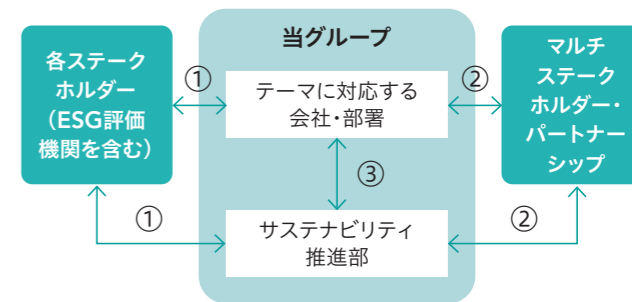 当グループ
各ステーク
ホルダー
（ESG評価
機関を含む）
①
テーマに対応する
会社・部署
②
マルチ
ステーク
ホルダー・
パートナー
シップ
③
①
サステナビリティ
推進部
②